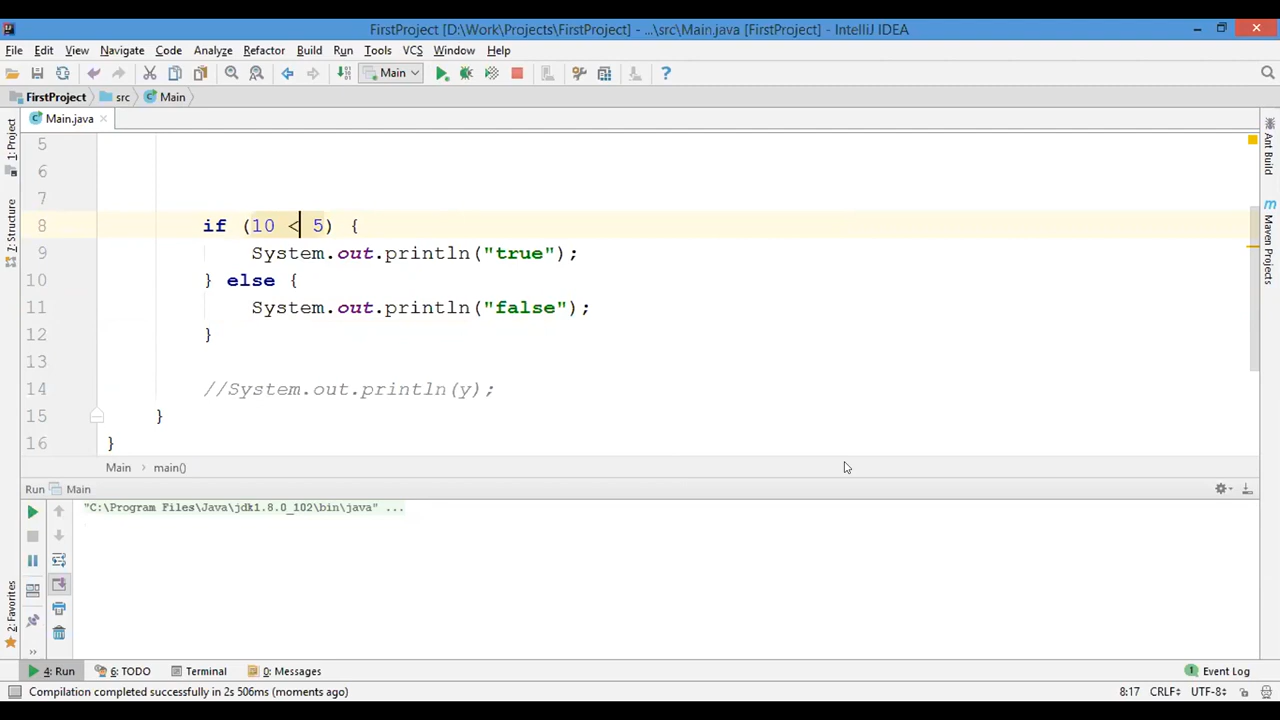 FirstProject [D:\Work\Projects\FirstProject] - ...\src\Main.java [FirstProject] - IntelliJ IDEA
File Edit View Navigate Code Analyze Refactor Build Run Tools VCS Window Help
Main
FirstProject src Main
Main.java
1: Project
Z: Structure
2: Favorites
Ant Build
Maven Projects
5
6
7
8 if (10 < 5) {
9 System.out.println("true");
10 } else {
11 System.out.println("false");
12 }
13
14 //System.out.println(y);
15 }
16 }
Main main()
Run Main
"C:\Program Files\Java\jdk1.8.0_102\bin\java" ...
4: Run 6: TODO Terminal 0: Messages Event Log
Compilation completed successfully in 2s 506ms (moments ago) 8:17 CRLF UTF-8